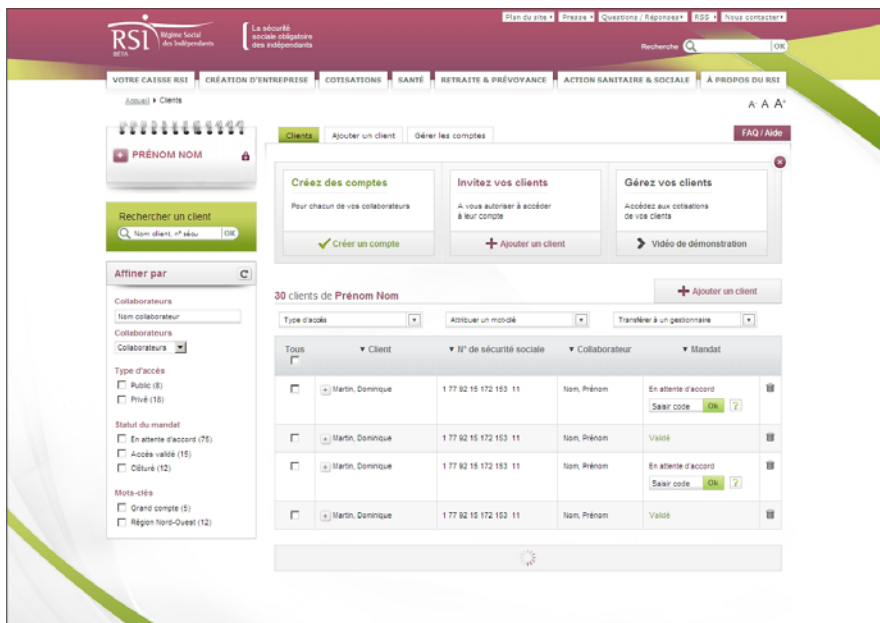 Plan du site
Presse
Questions / Réponses
RSS
Nous contacter
RSI
BÊTA
Régime Social
des Indépendants
La sécurité
sociale obligatoire
des indépendants
Recherche
OK
VOTRE CAISSE RSI
CRÉATION D'ENTREPRISE
COTISATIONS
SANTÉ
RETRAITE & PRÉVOYANCE
ACTION SANITAIRE & SOCIALE
À PROPOS DU RSI
Accueil
Clients
A- A A+
PRÉNOM NOM
Clients
Ajouter un client
Gérer les comptes
FAQ / Aide
Rechercher un client
Nom client, n° sécu
OK
Créez des comptes
Pour chacun de vos collaborateurs
Créer un compte
Invitez vos clients
A vous autoriser à accéder
à leur compte
Ajouter un client
Gérez vos clients
Accédez aux cotisations
de vos clients
Vidéo de démonstration
Affiner par
Collaborateurs
Nom collaborateur
Collaborateurs
Collaborateurs
Type d'accès
Public (8)
Privé (18)
Statut du mandat
En attente d'accord (75)
Accès validé (15)
Clôturé (12)
Mots-clés
Grand compte (5)
Région Nord-Ouest (12)
30 clients de Prénom Nom
Ajouter un client
Type d'accès
Attribuer un mot-clé
Transférer à un gestionnaire
Tous
Client
N° de sécurité sociale
Collaborateur
Mandat
Martin, Dominique
1 77 92 15 172 153 11
Nom, Prénom
En attente d'accord
Saisir code
Ok
?
Martin, Dominique
1 77 92 15 172 153 11
Nom, Prénom
Validé
Martin, Dominique
1 77 92 15 172 153 11
Nom, Prénom
En attente d'accord
Saisir code
Ok
?
Martin, Dominique
1 77 92 15 172 153 11
Nom, Prénom
Validé